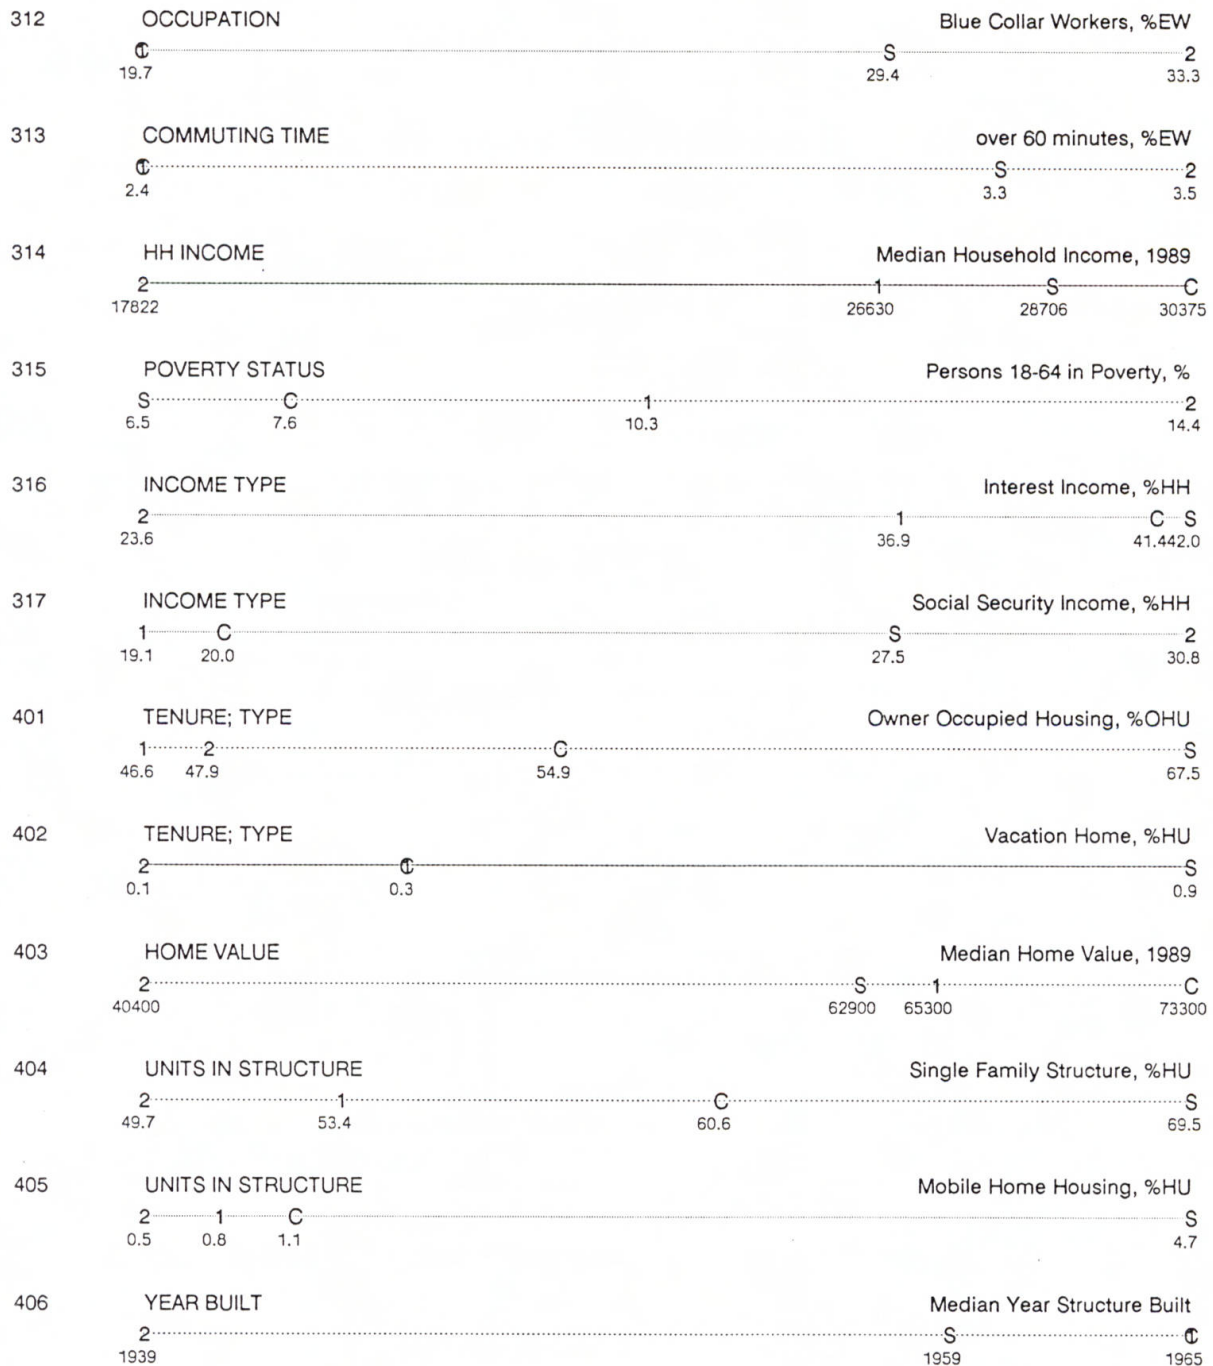 312 OCCUPATION Blue Collar Workers, %EW
S 2
19.7 29.4 33.3
313 COMMUTING TIME over 60 minutes, %EW
S 2
2.4 3.3 3.5
314 HH INCOME Median Household Income, 1989
2 1 S C
17822 26630 28706 30375
315 POVERTY STATUS Persons 18-64 in Poverty, %
S C 1 2
6.5 7.6 10.3 14.4
316 INCOME TYPE Interest Income, %HH
2 1 C S
23.6 36.9 41.442.0
317 INCOME TYPE Social Security Income, %HH
1 C S 2
19.1 20.0 27.5 30.8
401 TENURE; TYPE Owner Occupied Housing, %OHU
1 2 C S
46.6 47.9 54.9 67.5
402 TENURE; TYPE Vacation Home, %HU
2 S
0.1 0.3 0.9
403 HOME VALUE Median Home Value, 1989
2 S 1 C
40400 62900 65300 73300
404 UNITS IN STRUCTURE Single Family Structure, %HU
2 1 C S
49.7 53.4 60.6 69.5
405 UNITS IN STRUCTURE Mobile Home Housing, %HU
2 1 C S
0.5 0.8 1.1 4.7
406 YEAR BUILT Median Year Structure Built
2 S
1939 1959 1965